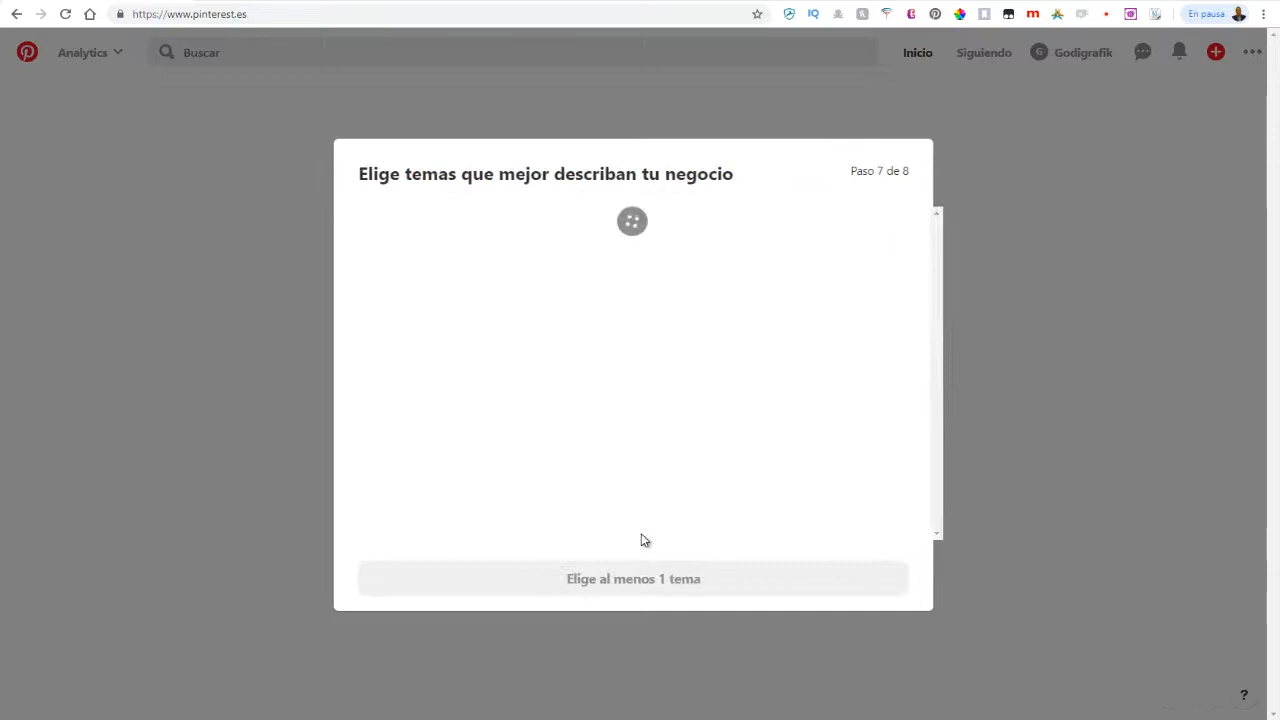 https://www.pinterest.es
IQ
En pausa
Analytics
Buscar
Inicio
Siguiendo
G
Godigrafik
Elige temas que mejor describan tu negocio
Paso 7 de 8
Elige al menos 1 tema
?